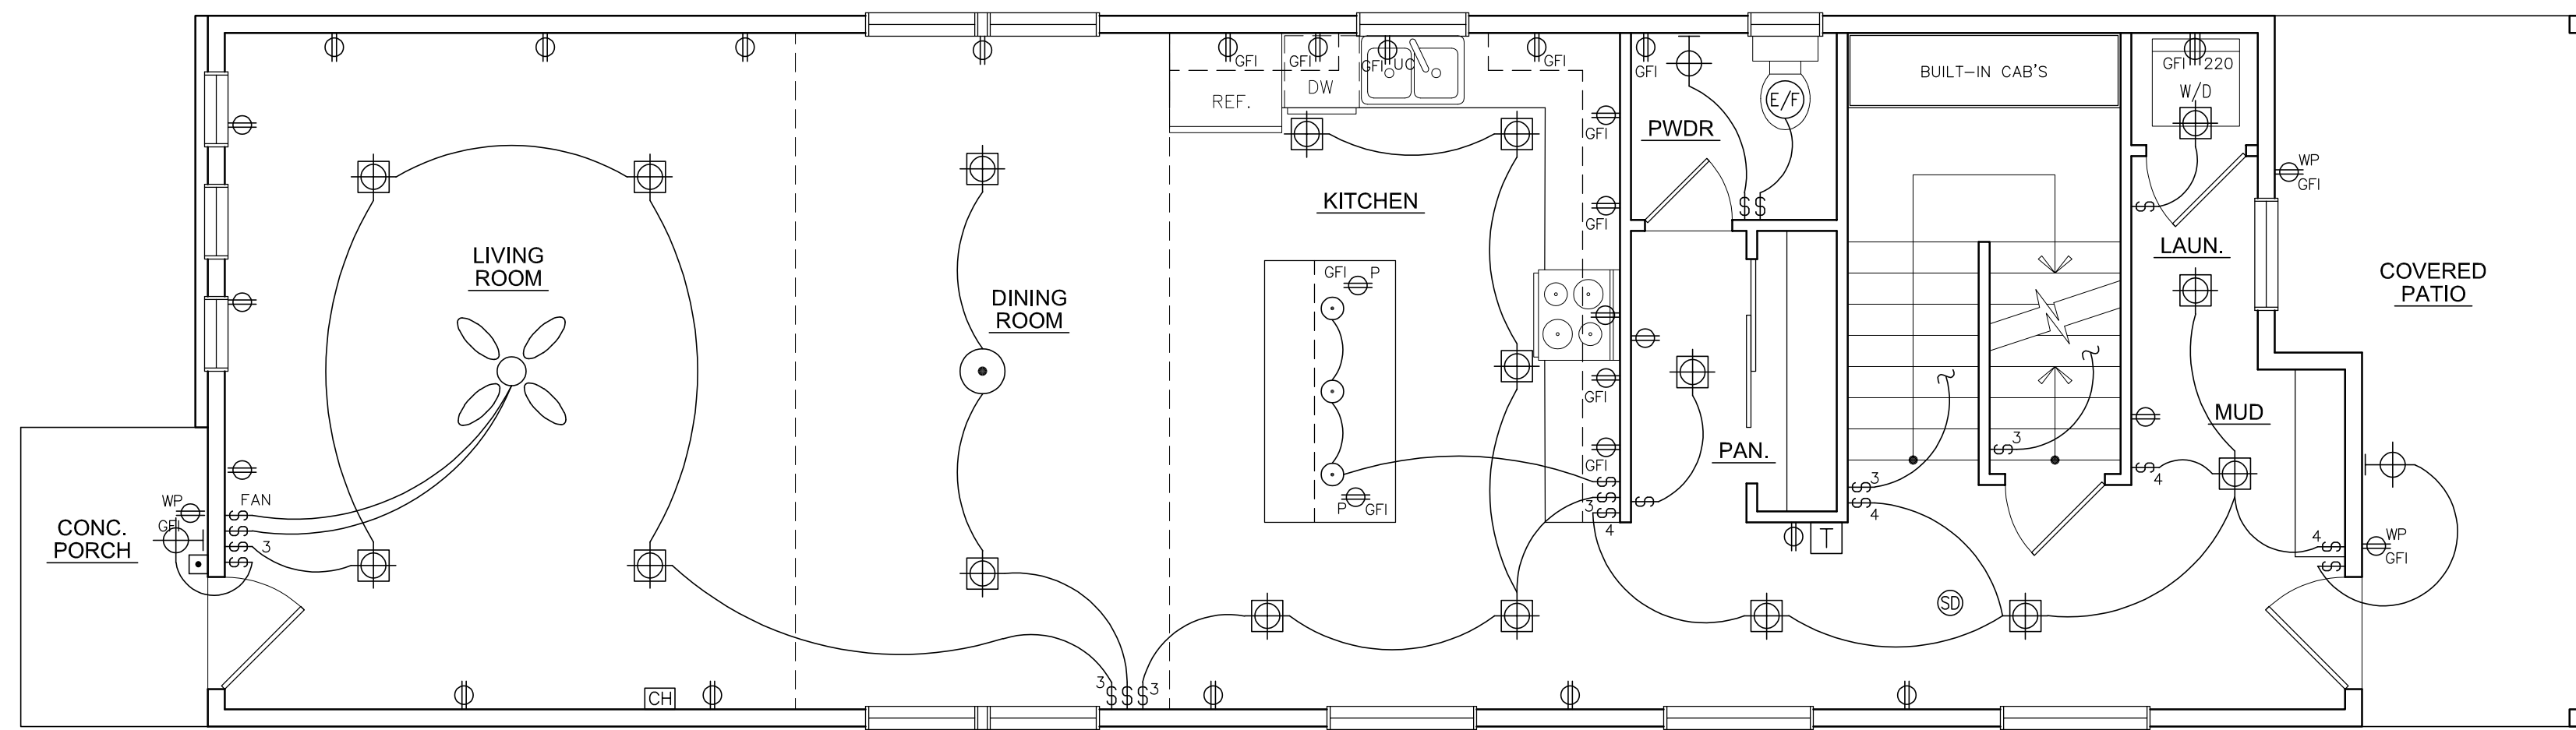 GFI
GFI
GFI UC
GFI
GFI
GFI 220
BUILT-IN CAB'S
REF.
DW
E/F
W/D
PWDR
GFI
WP
GFI
KITCHEN
GFI
S S
S
LIVING
ROOM
LAUN.
COVERED
PATIO
GFI P
DINING
ROOM
GFI
MUD
PAN.
GFI
S 3
S 4
P GFI
S
3 S
S
4
S
S 3
S 4
FAN
WP
GFI
S
S
S 3
S
CONC.
PORCH
T
4 S
S
WP
GFI
SD
CH
3 S S S 3